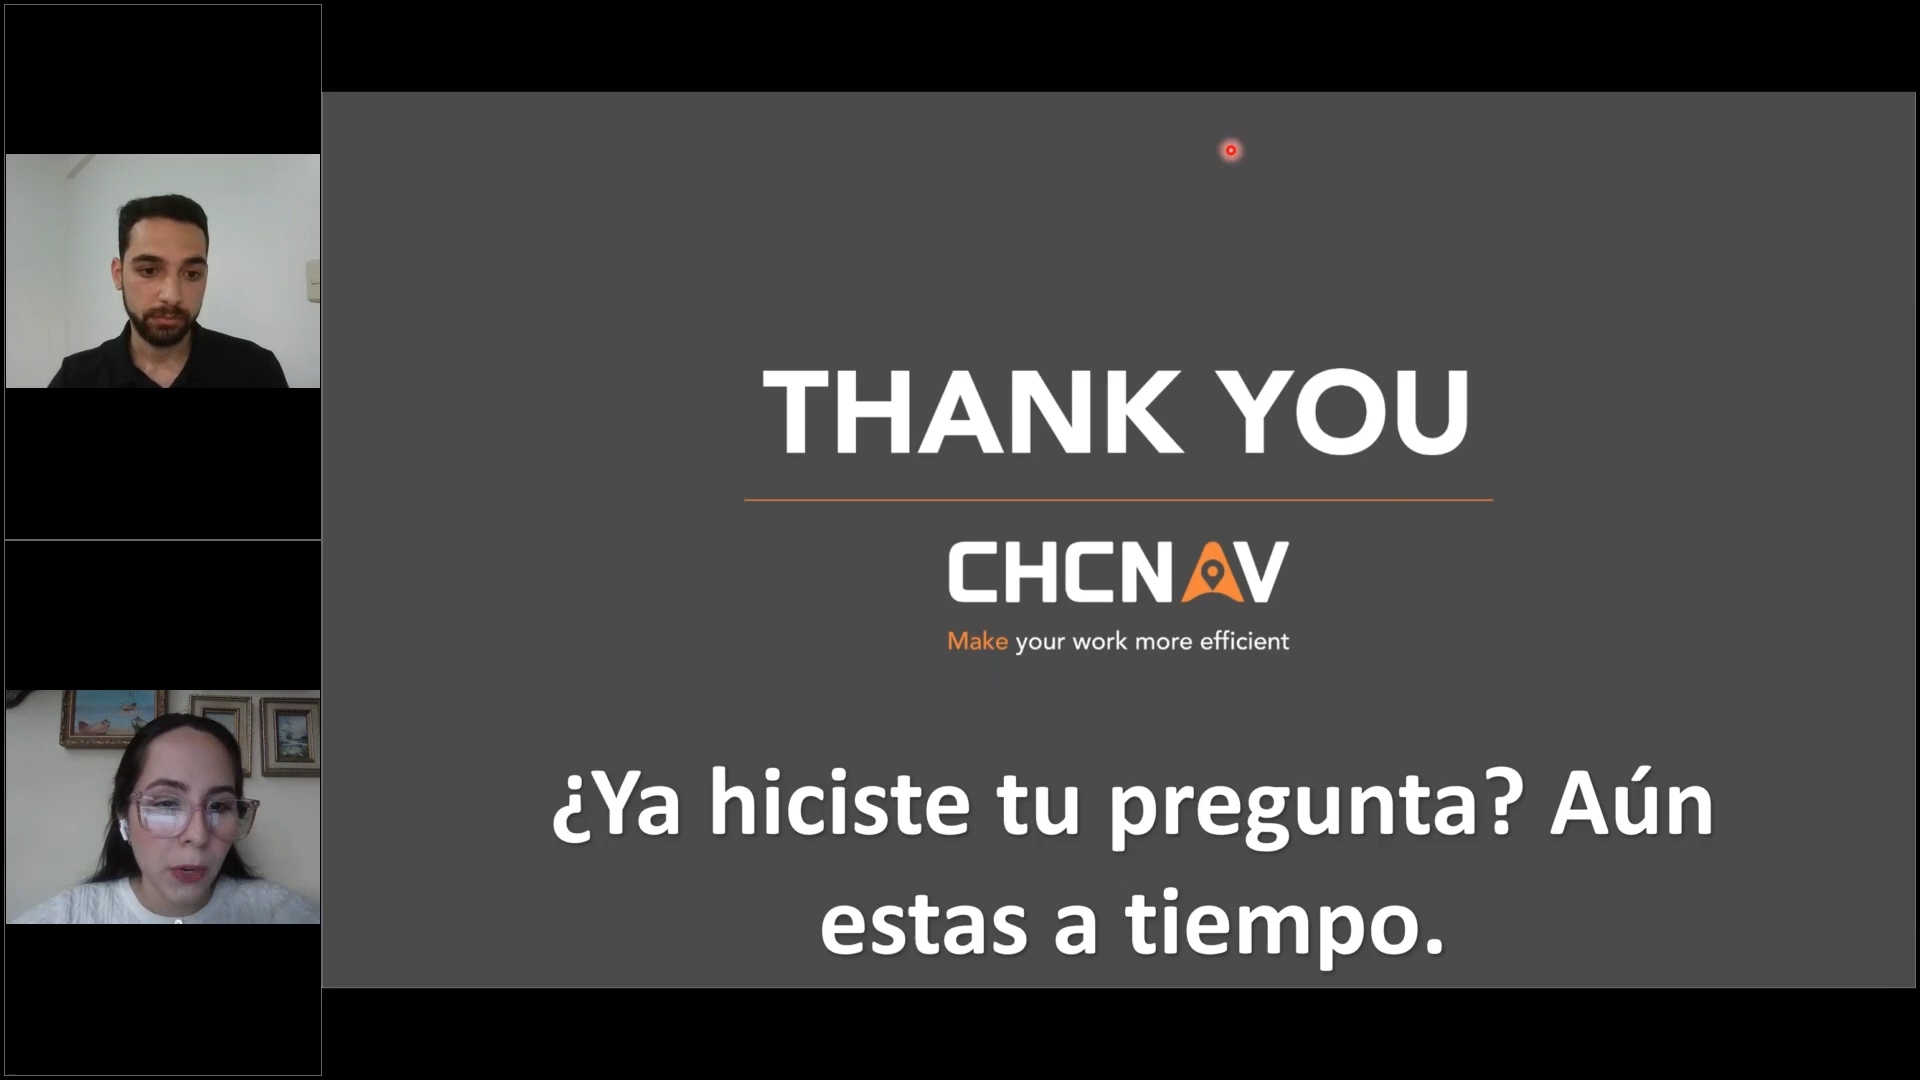 THANK YOU
CHCNAV
Make your work more efficient
¿Ya hiciste tu pregunta? Aún
estas a tiempo.